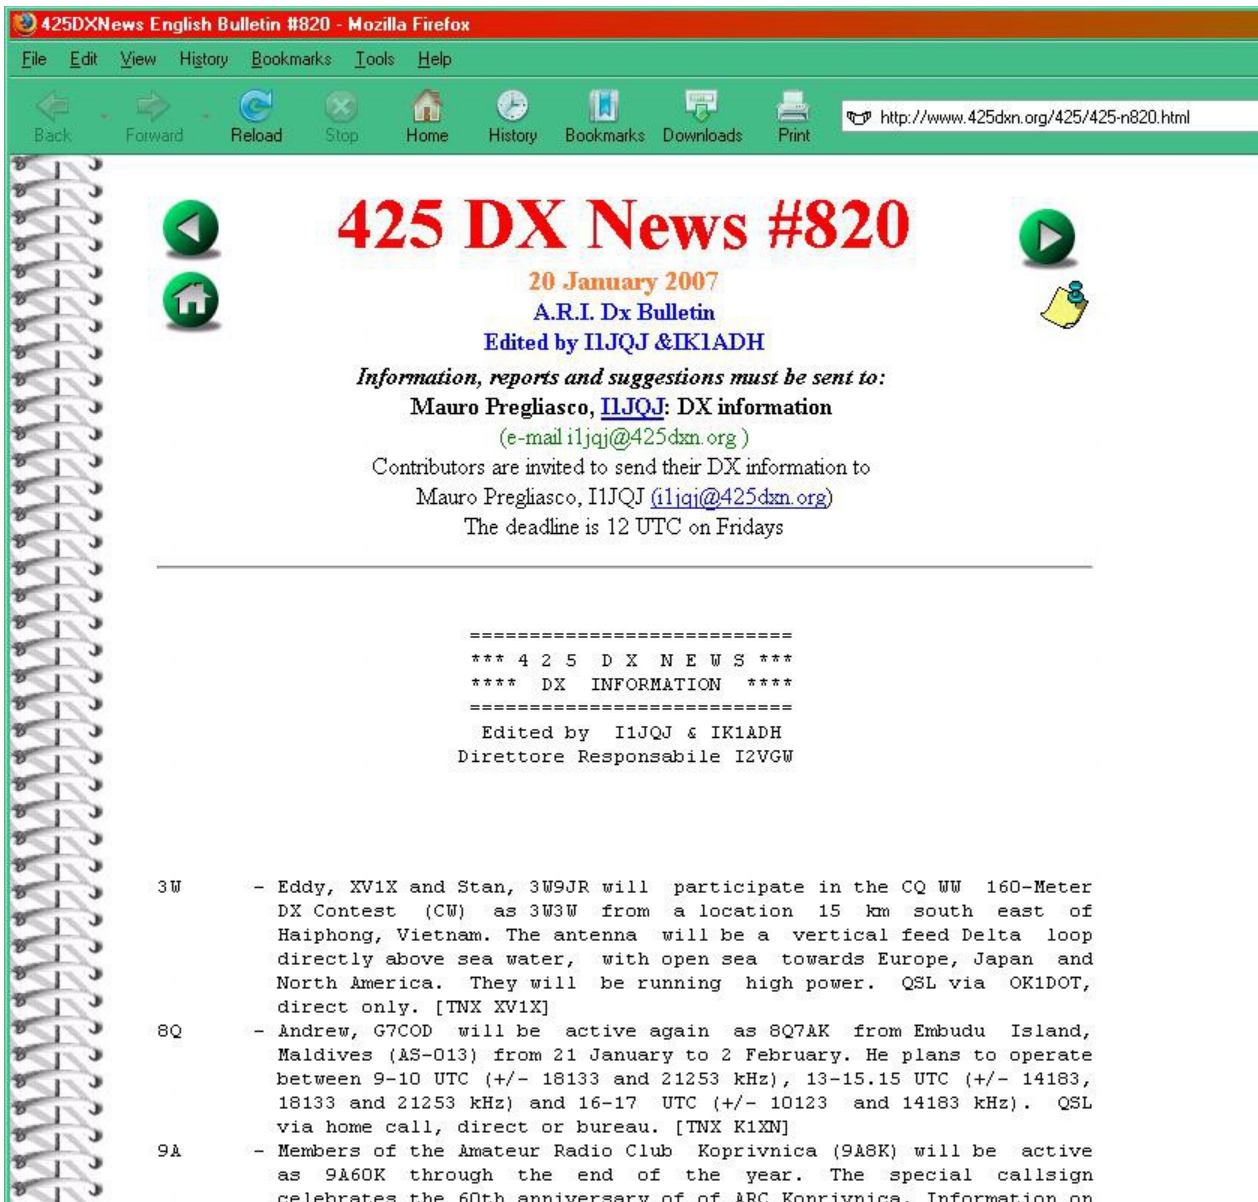 425DXNews English Bulletin #820 - Mozilla Firefox
File Edit View History Bookmarks Tools Help
Back Forward Reload Stop Home History Bookmarks Downloads Print http://www.425dxn.org/425/425-n820.html
425 DX News #820
20 January 2007
A.R.I. Dx Bulletin
Edited by I1JQJ &IK1ADH
Information, reports and suggestions must be sent to:
Mauro Pregliasco, I1JQJ: DX information
(e-mail i1jqj@425dxn.org )
Contributors are invited to send their DX information to
Mauro Pregliasco, I1JQJ (i1jqj@425dxn.org)
The deadline is 12 UTC on Fridays
===========================
*** 4 2 5 D X N E W S ***
**** DX INFORMATION ****
===========================
Edited by I1JQJ & IK1ADH
Direttore Responsabile I2VGW
3W - Eddy, XV1X and Stan, 3W9JR will participate in the CQ WW 160-Meter
DX Contest (CW) as 3W3W from a location 15 km south east of
Haiphong, Vietnam. The antenna will be a vertical feed Delta loop
directly above sea water, with open sea towards Europe, Japan and
North America. They will be running high power. QSL via OK1DOT,
direct only. [TNX XV1X]
8Q - Andrew, G7COD will be active again as 8Q7AK from Embudu Island,
Maldives (AS-013) from 21 January to 2 February. He plans to operate
between 9-10 UTC (+/- 18133 and 21253 kHz), 13-15.15 UTC (+/- 14183,
18133 and 21253 kHz) and 16-17 UTC (+/- 10123 and 14183 kHz). QSL
via home call, direct or bureau. [TNX K1XN]
9A - Members of the Amateur Radio Club Koprivnica (9A8K) will be active
as 9A60K through the end of the year. The special callsign
celebrates the 60th anniversary of of ARC Koprivnica. Information on